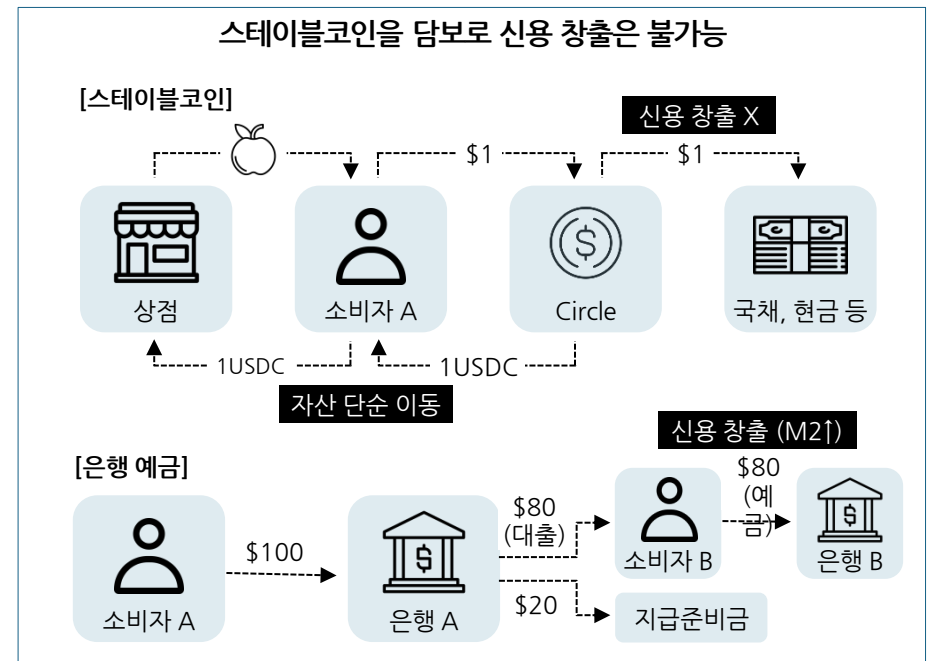 스테이블코인을 담보로 신용 창출은 불가능
[스테이블코인]
신용 창출 X
$1
$1
상점
소비자 A
Circle
국채, 현금 등
1USDC
1USDC
자산 단순 이동
신용 창출 (M2↑)
[은행 예금]
$100
$80
(대출)
$80
(예
금)
소비자 B
은행 B
$20
소비자 A
은행 A
지급준비금
$
$
$